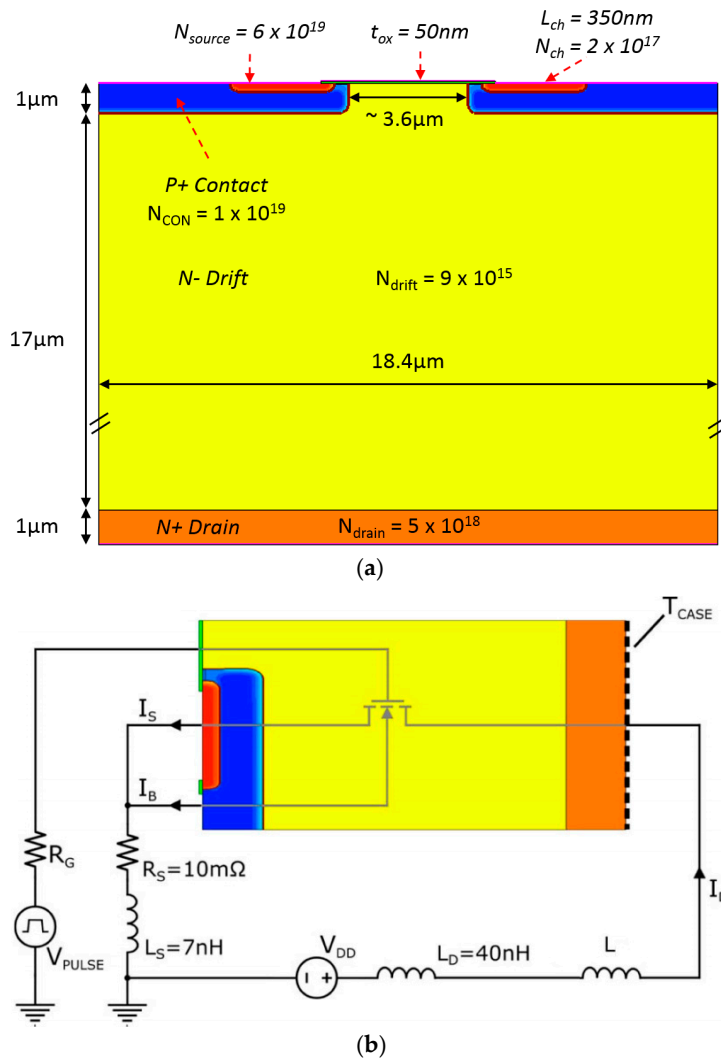 N_source = 6 x 10^19
t_ox = 50nm
L_ch = 350nm
N_ch = 2 x 10^17
1μm
~ 3.6μm
P+ Contact
N_CON = 1 x 10^19
N- Drift
N_drift = 9 x 10^15
17μm
18.4μm
1μm
N+ Drain
N_drain = 5 x 10^18
(a)
T_CASE
I_S
I_B
R_G
R_S=10mΩ
V_PULSE
L_S=7nH
V_DD
L_D=40nH
L
(b)